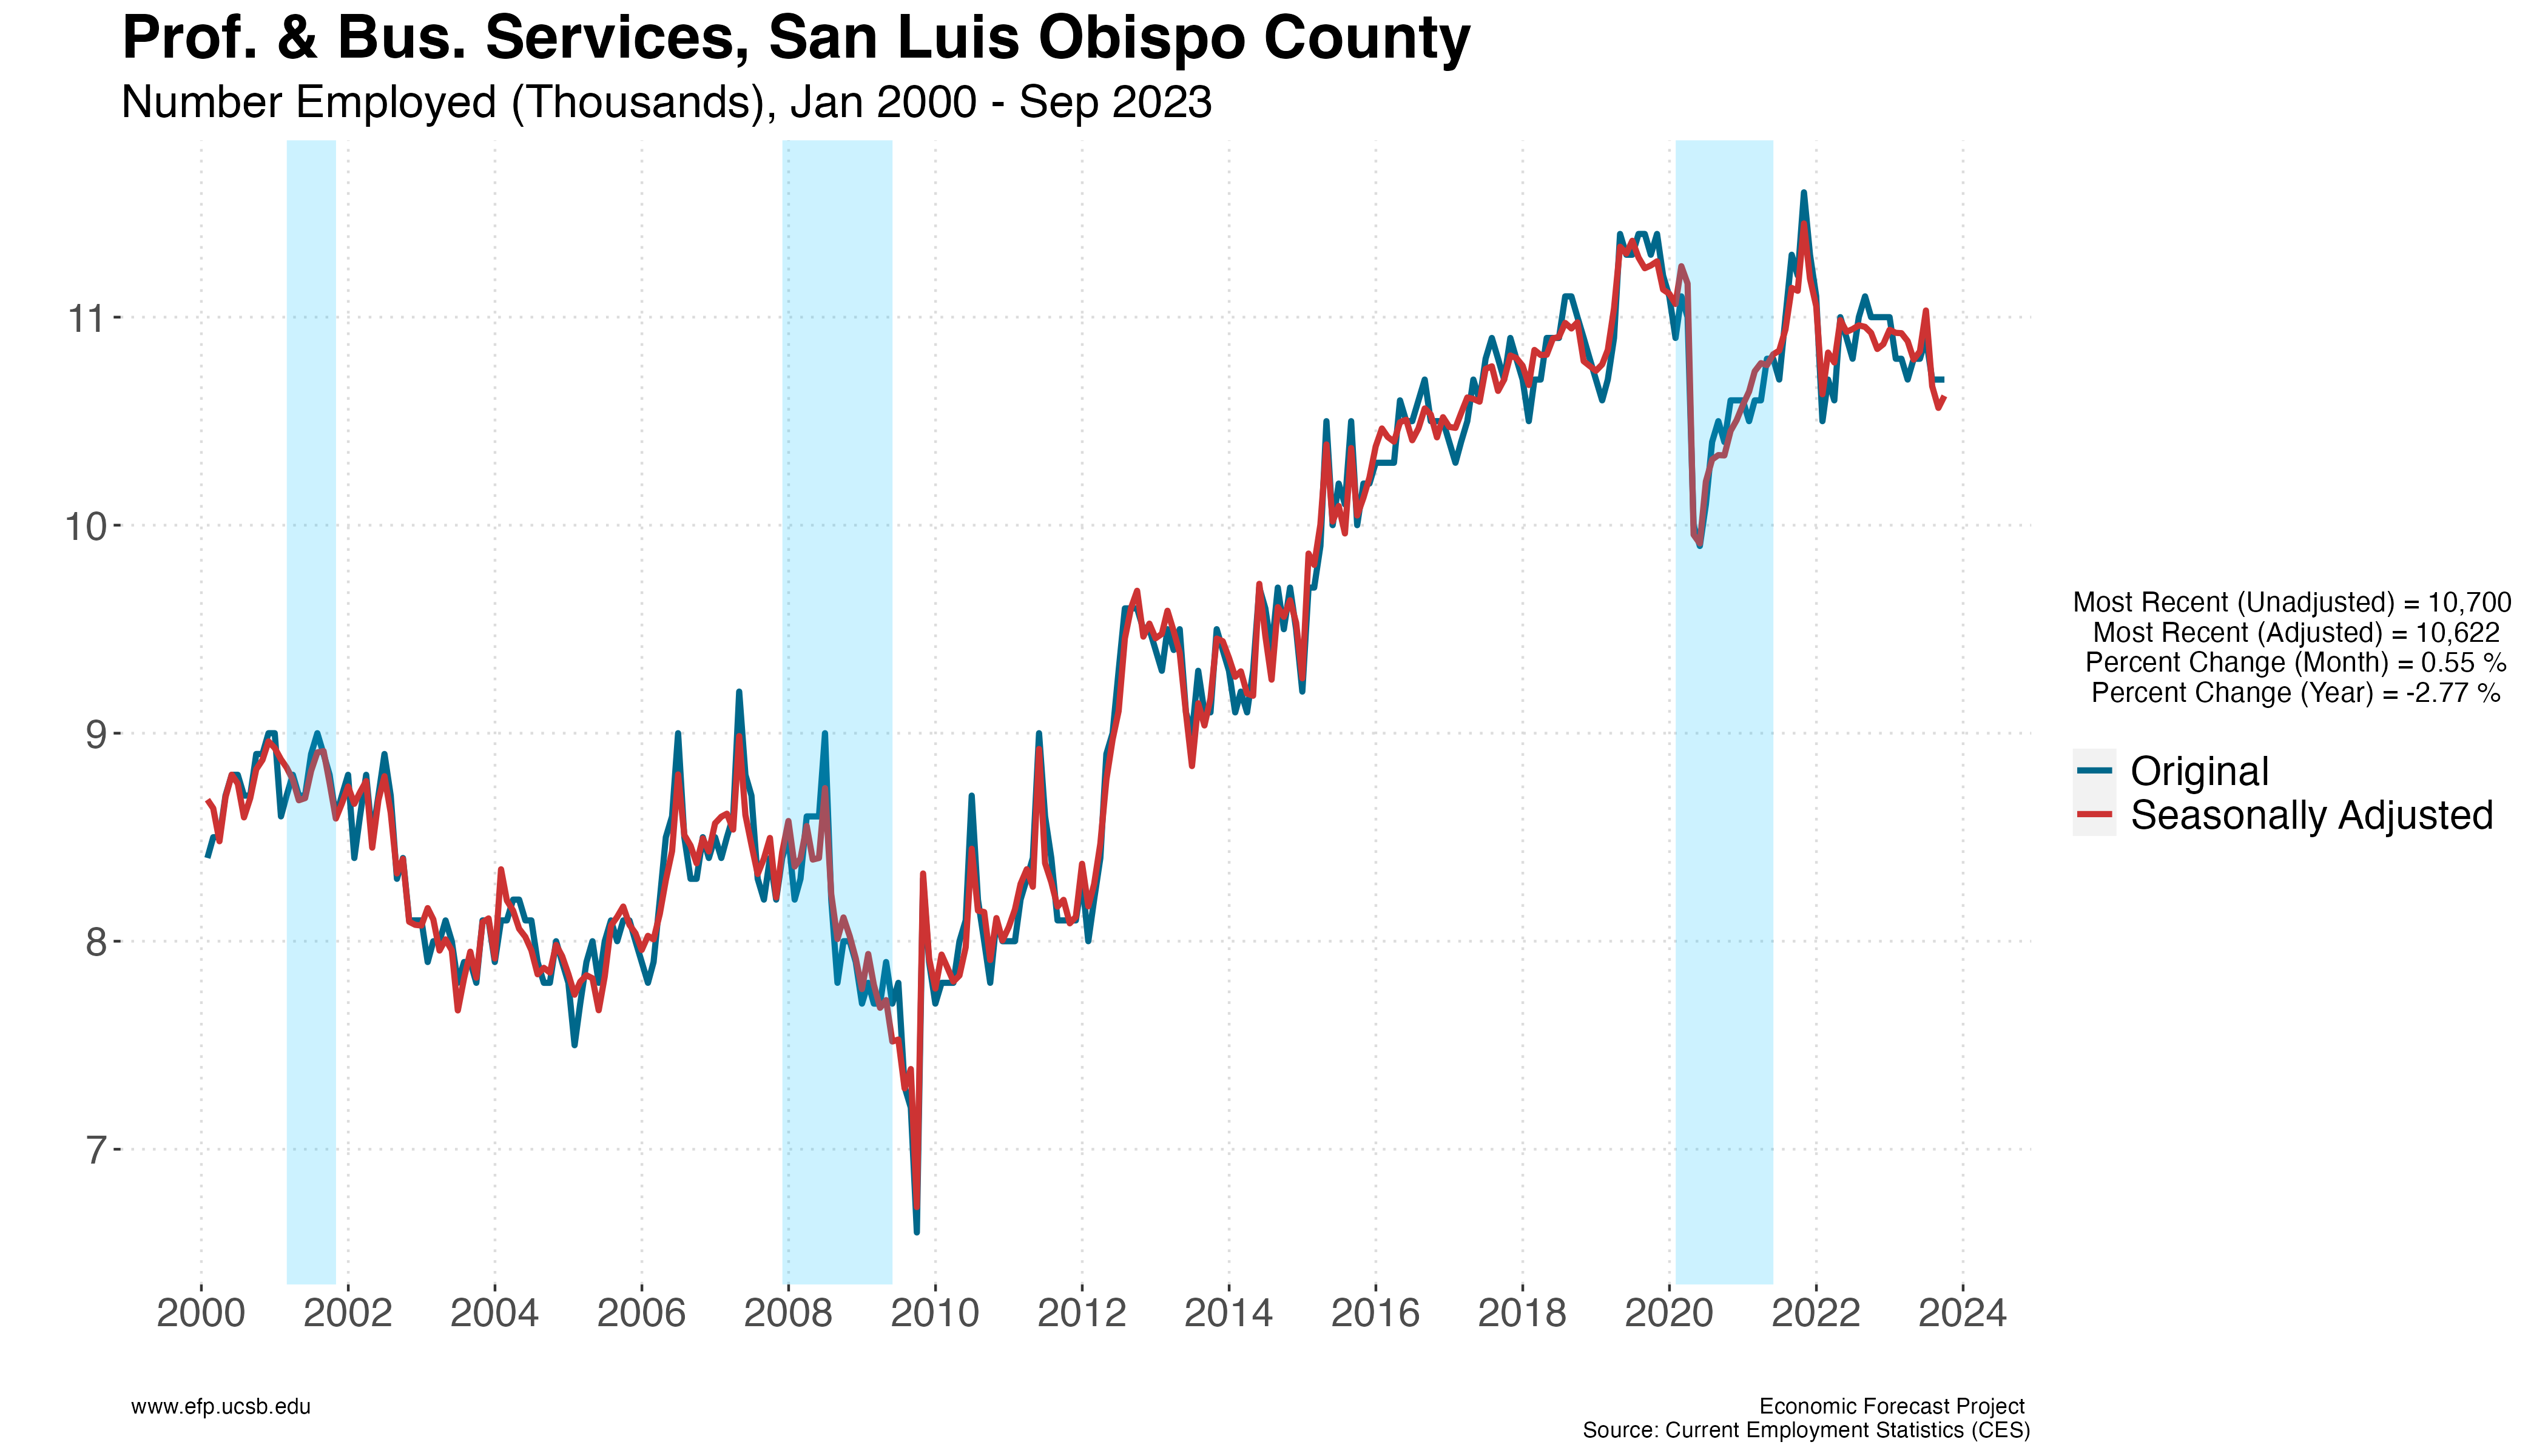 Prof. & Bus. Services, San Luis Obispo County
Number Employed (Thousands), Jan 2000 - Sep 2023
11
10
9
8
7
2000 2002 2004 2006 2008 2010 2012 2014 2016 2018 2020 2022 2024
Most Recent (Unadjusted) = 10,700
Most Recent (Adjusted) = 10,622
Percent Change (Month) = 0.55 %
Percent Change (Year) = -2.77 %
Original
Seasonally Adjusted
www.efp.ucsb.edu
Economic Forecast Project
Source: Current Employment Statistics (CES)